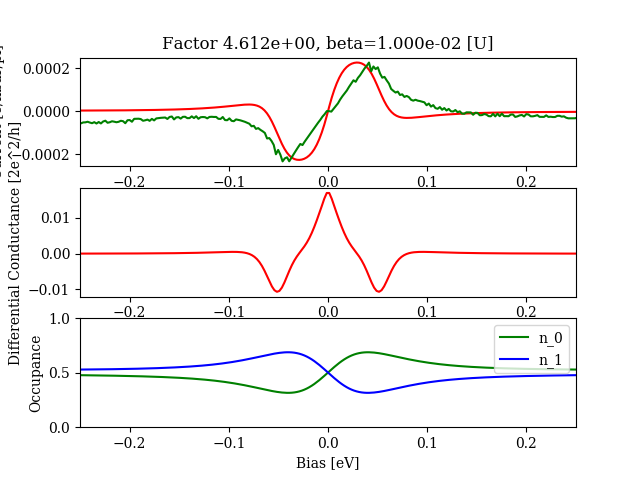 Factor 4.612e+00, beta=1.000e-02 [U]
0.0002
0.0000
0.0002
−0.2 −0.1 0.0 0.1 0.2
Differential Conductance [2e^2/h]
0.01
0.00
−0.01
−0.2 −0.1 0.0 0.1 0.2
Occupance
1.0
0.5
0.0
n_0
n_1
−0.2 −0.1 0.0 0.1 0.2
Bias [eV]